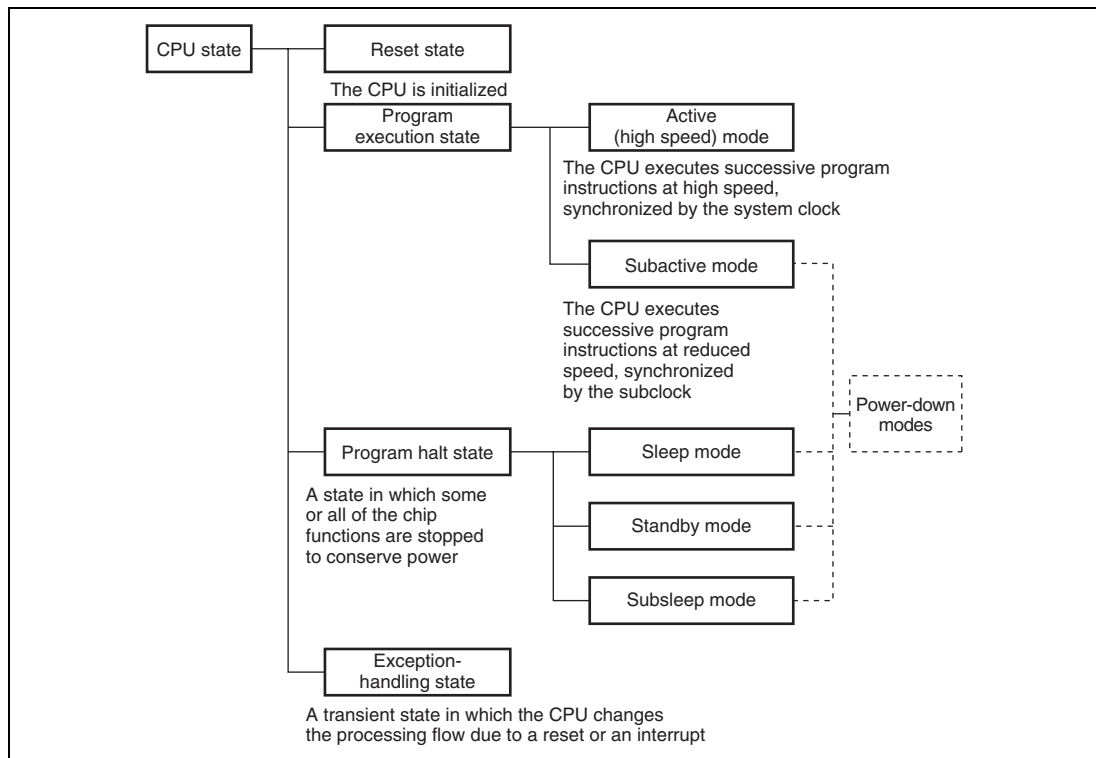 CPU state
Reset state
The CPU is initialized
Program
execution state
Active
(high speed) mode
The CPU executes successive program
instructions at high speed,
synchronized by the system clock
Subactive mode
The CPU executes
successive program
instructions at reduced
speed, synchronized
by the subclock
Power-down
modes
Program halt state
A state in which some
or all of the chip
functions are stopped
to conserve power
Sleep mode
Standby mode
Subsleep mode
Exception-
handling state
A transient state in which the CPU changes
the processing flow due to a reset or an interrupt